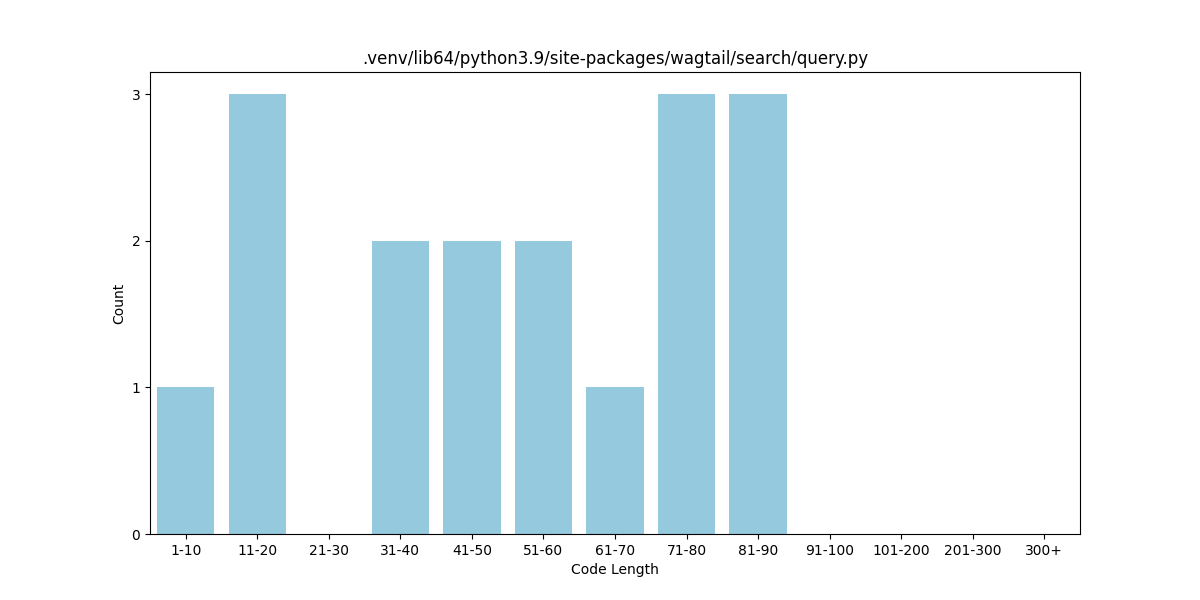 .venv/lib64/python3.9/site-packages/wagtail/search/query.py
3
2
1
0
Count
1-10 11-20 21-30 31-40 41-50 51-60 61-70 71-80 81-90 91-100 101-200 201-300 300+
Code Length